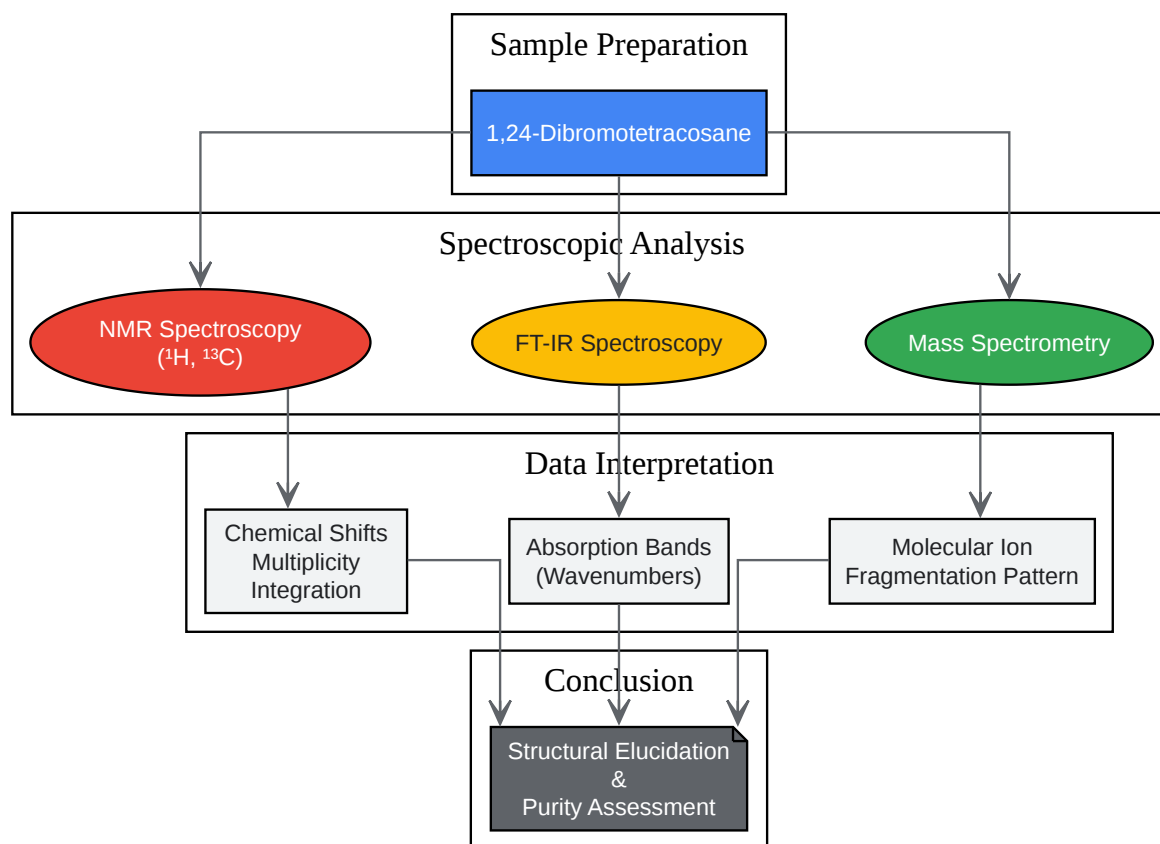 Sample Preparation
1,24-Dibromotetracosane
Spectroscopic Analysis
NMR Spectroscopy
(¹H, ¹³C)
FT-IR Spectroscopy
Mass Spectrometry
Data Interpretation
Chemical Shifts
Multiplicity
Integration
Absorption Bands
(Wavenumbers)
Molecular Ion
Fragmentation Pattern
Conclusion
Structural Elucidation
&
Purity Assessment